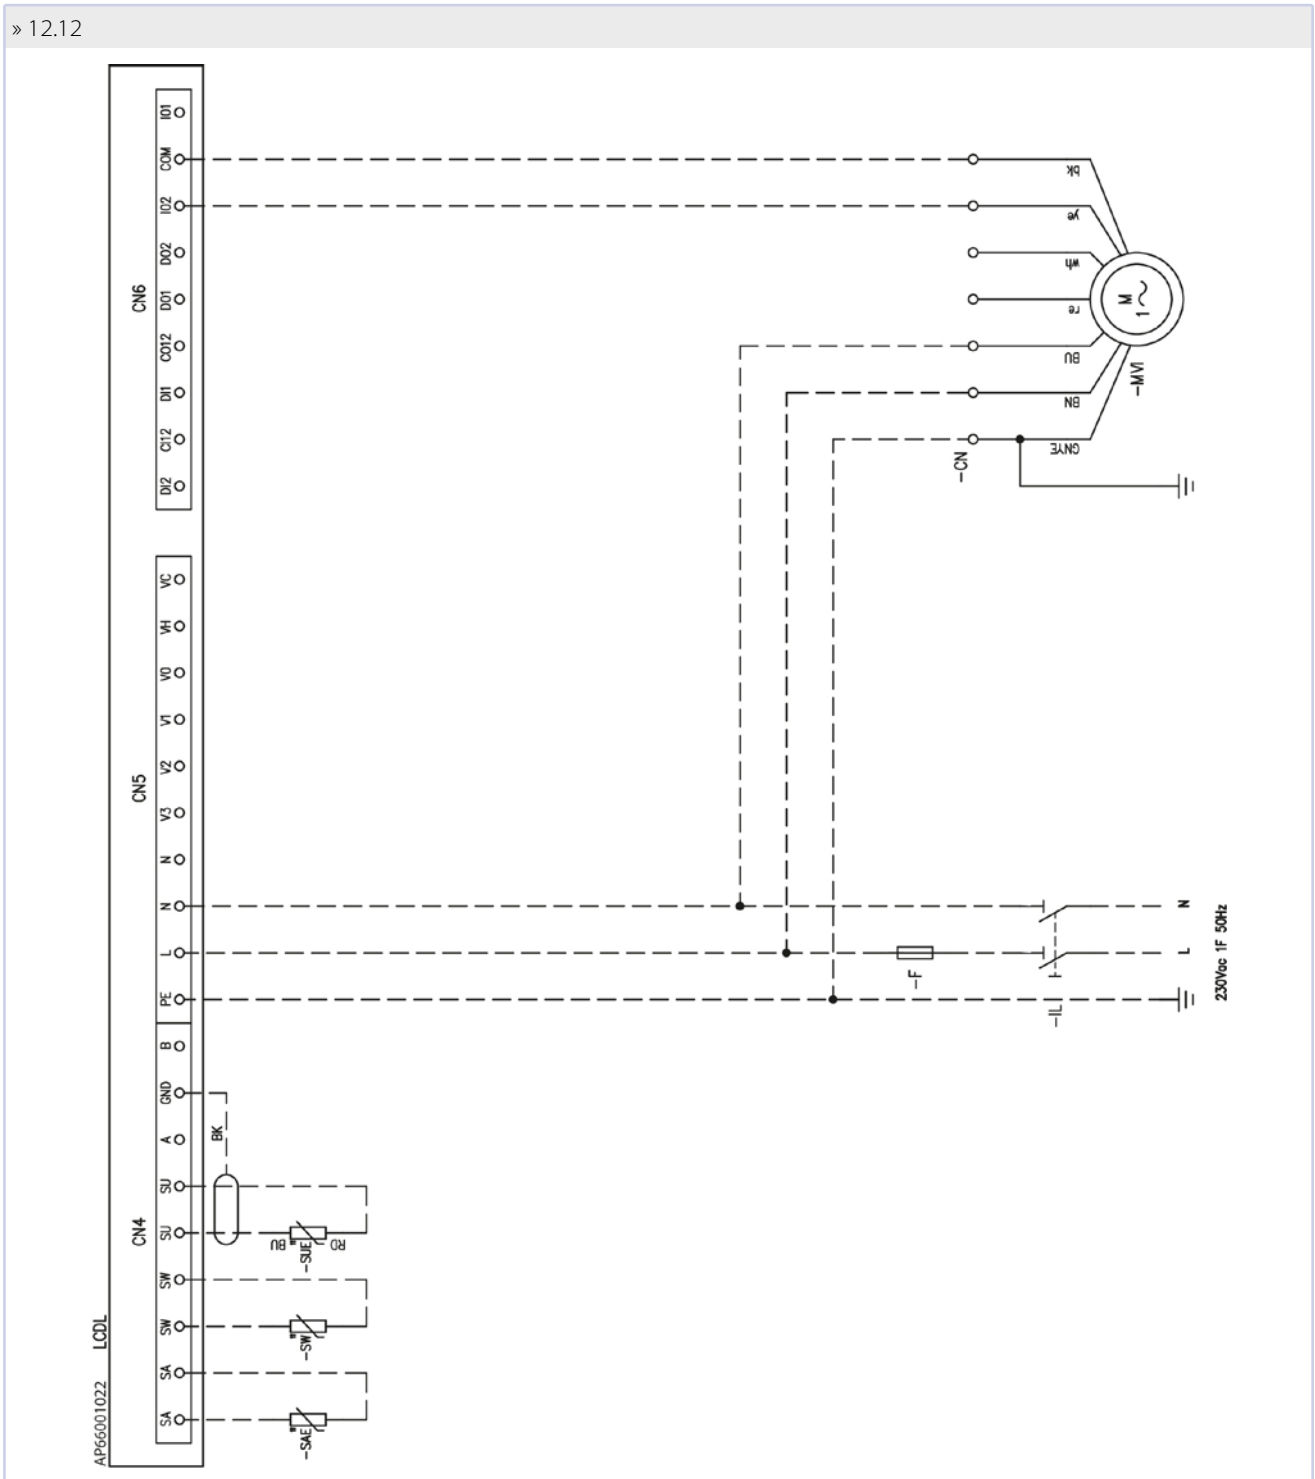 » 12.12
IO1
COM
IO2
DO2
DO1
CO12
DI1
CI12
DI2
CN6
VC
VH
V0
V1
V2
V3
N
N
L
PE
CN5
B
GND
A
SU
SU
SW
SW
SA
SA
CN4
AP66001022 LCDL
BK
BU
RD
-SUE
-SW
-SAE
bk
ye
wh
re
BU
BN
GNYE
M
1~
-MVI
-CN
-F
-IL
N
L
230Vac 1F 50Hz